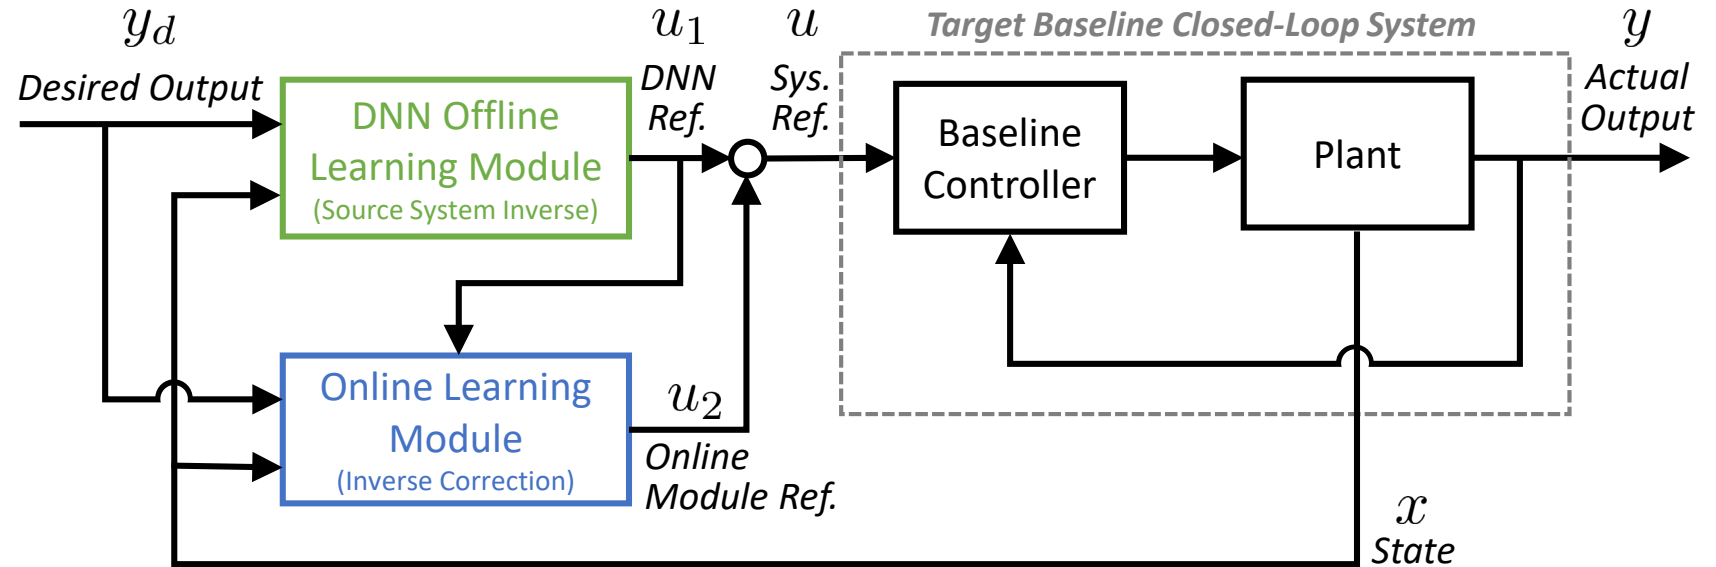 y_d
Desired Output
DNN Offline
Learning Module
(Source System Inverse)
u_1
DNN
Ref.
u
Sys.
Ref.
Target Baseline Closed-Loop System
Baseline
Controller
Plant
y
Actual
Output
Online Learning
Module
(Inverse Correction)
u_2
Online
Module Ref.
x
State